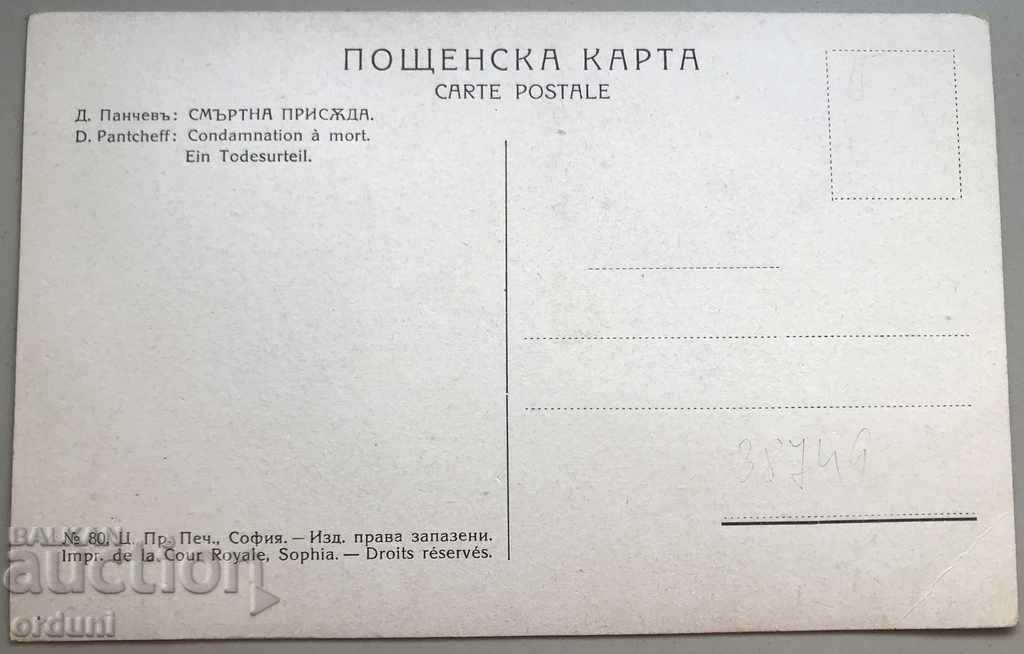 ПОЩЕНСКА КАРТА
CARTE POSTALE
Д. Панчевъ: СМЪРТНА ПРИСѪДА.
D. Pantcheff: Condamnation à mort.
Ein Todesurteil.
№ 80. Ц. Пр. Печ., София. — Изд. права запазени.
Impr. de la Cour Royale, Sophia. — Droits réservés.
BALKAN
auction
orduni